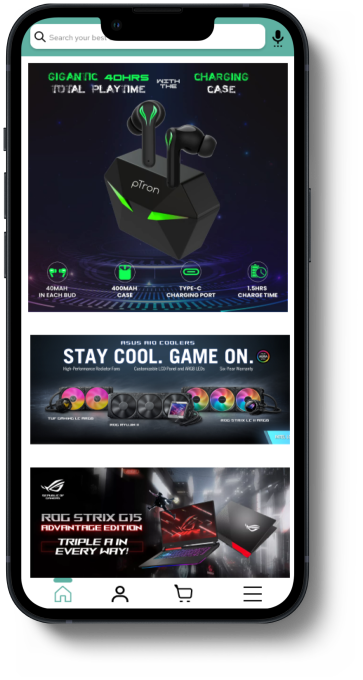 Search your best
GIGANTIC 40HRS WITH THE CHARGING
TOTAL PLAYTIME CASE
pTron
40MAH
IN EACH BUD
400MAH
CASE
TYPE-C
CHARGING PORT
1.5HRS
CHARGE TIME
ASUS AIO COOLERS
STAY COOL. GAME ON.
High-Performance Radiator Fans
Customizable LCD Panel and ARGB LEDs
Six-Year Warranty
ROG STRIX G15
ADVANTAGE EDITION
TRIPLE A IN
EVERY WAY!